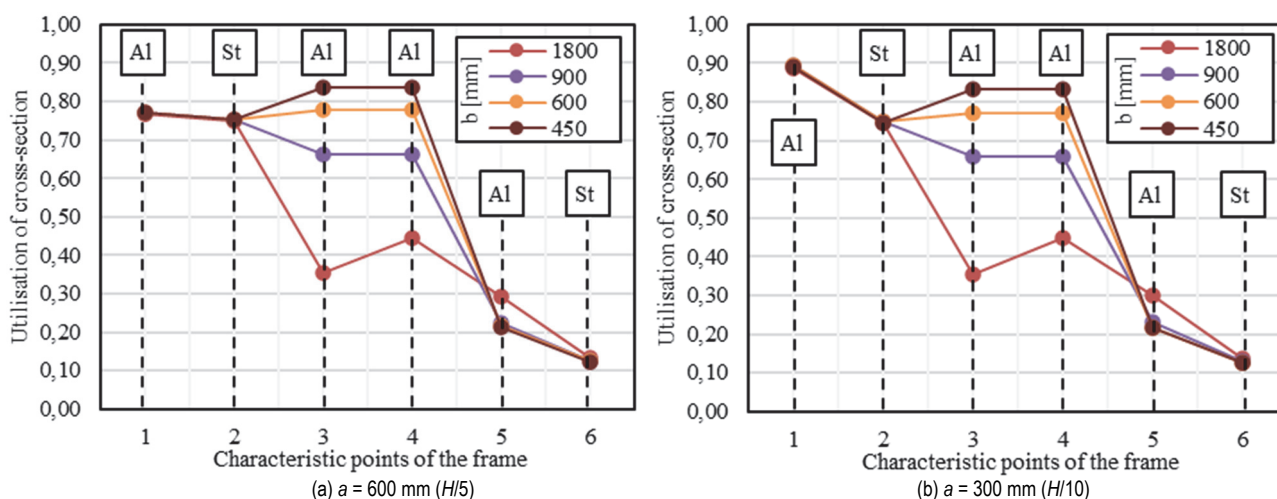 1,00
0,90
0,80
0,70
0,60
0,50
0,40
0,30
0,20
0,10
0,00
Utilisation of cross-section
Al
St
Al
Al
Al
St
b [mm]
1800
900
600
450
1 2 3 4 5 6
Characteristic points of the frame
(a) a = 600 mm (H/5)
1,00
0,90
0,80
0,70
0,60
0,50
0,40
0,30
0,20
0,10
0,00
Utilisation of cross-section
Al
St
Al
Al
Al
St
b [mm]
1800
900
600
450
1 2 3 4 5 6
Characteristic points of the frame
(b) a = 300 mm (H/10)